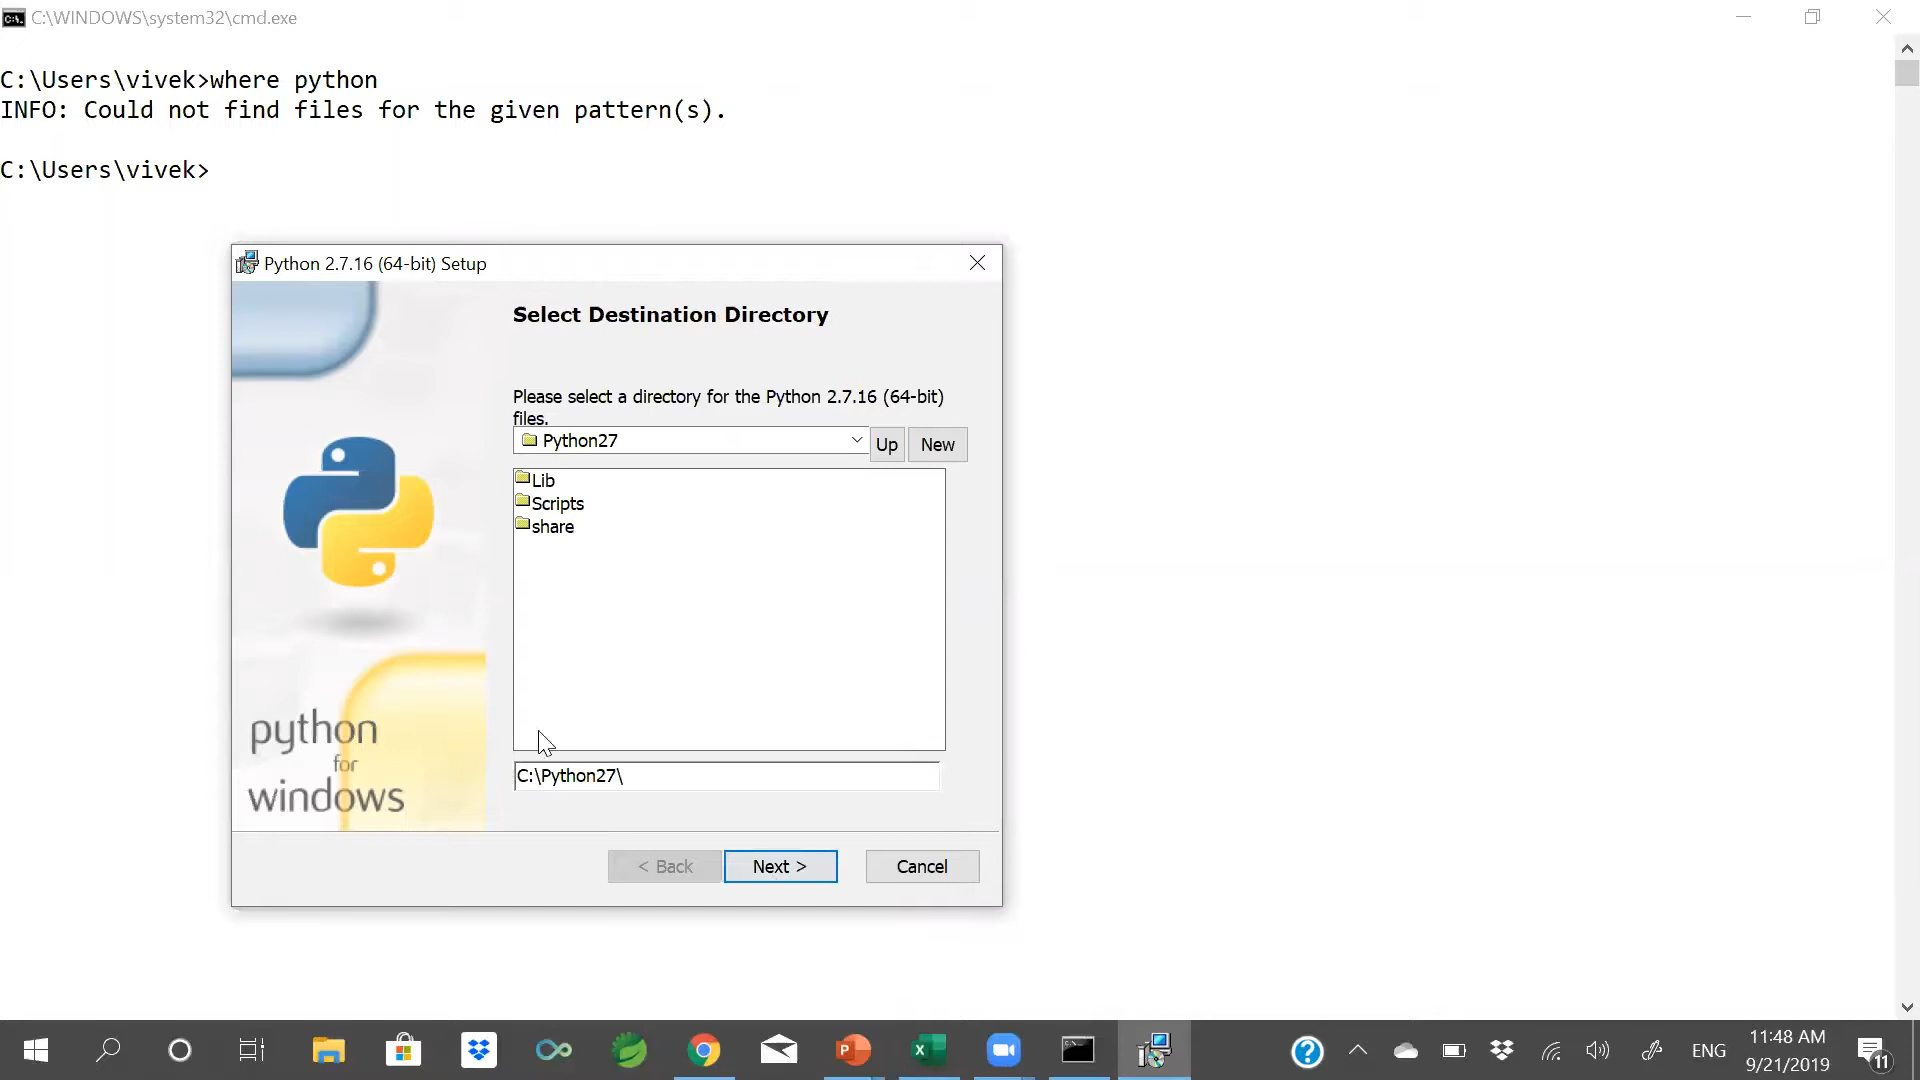 C:\WINDOWS\system32\cmd.exe
C:\Users\vivek>where python
INFO: Could not find files for the given pattern(s).
C:\Users\vivek>
Python 2.7.16 (64-bit) Setup
Select Destination Directory
Please select a directory for the Python 2.7.16 (64-bit)
files.
Python27
Up
New
Lib
Scripts
share
python
for
windows
C:\Python27\
< Back
Next >
Cancel
ENG
11:48 AM
9/21/2019
11